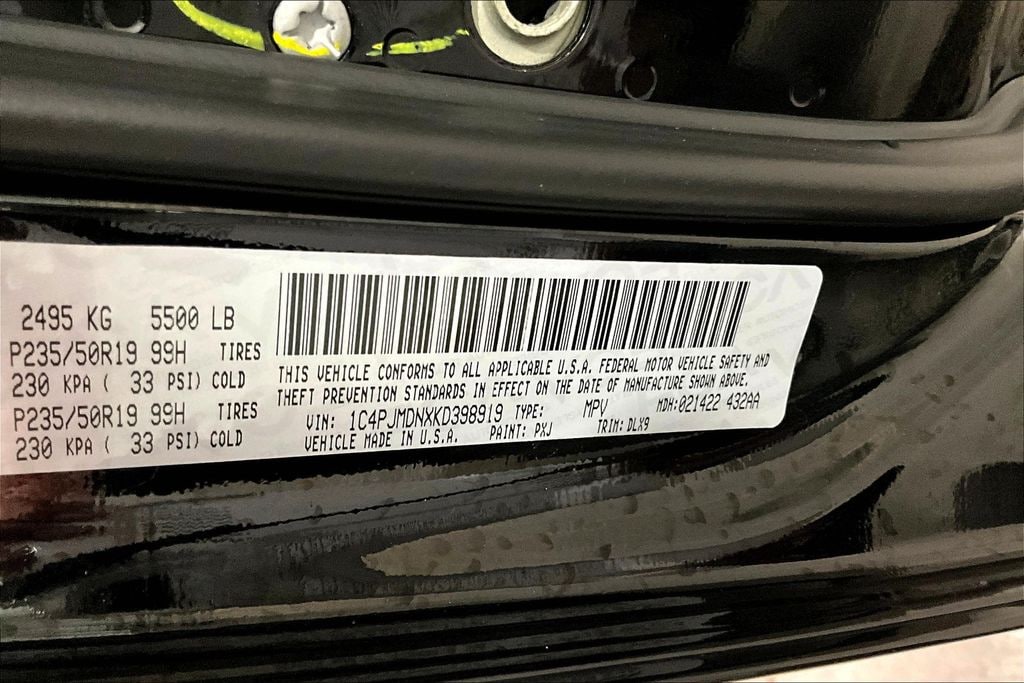 2495 KG 5500 LB
P235/50R19 99H TIRES
230 KPA ( 33 PSI) COLD
P235/50R19 99H TIRES
230 KPA ( 33 PSI) COLD
THIS VEHICLE CONFORMS TO ALL APPLICABLE U.S.A. FEDERAL MOTOR VEHICLE SAFETY AND
THEFT PREVENTION STANDARDS IN EFFECT ON THE DATE OF MANUFACTURE SHOWN ABOVE.
VIN: 1C4PJMDNXKD398919 TYPE: MPV MDH:021422 432AA
VEHICLE MADE IN U.S.A. PAINT: PXJ TRIM: DLX9